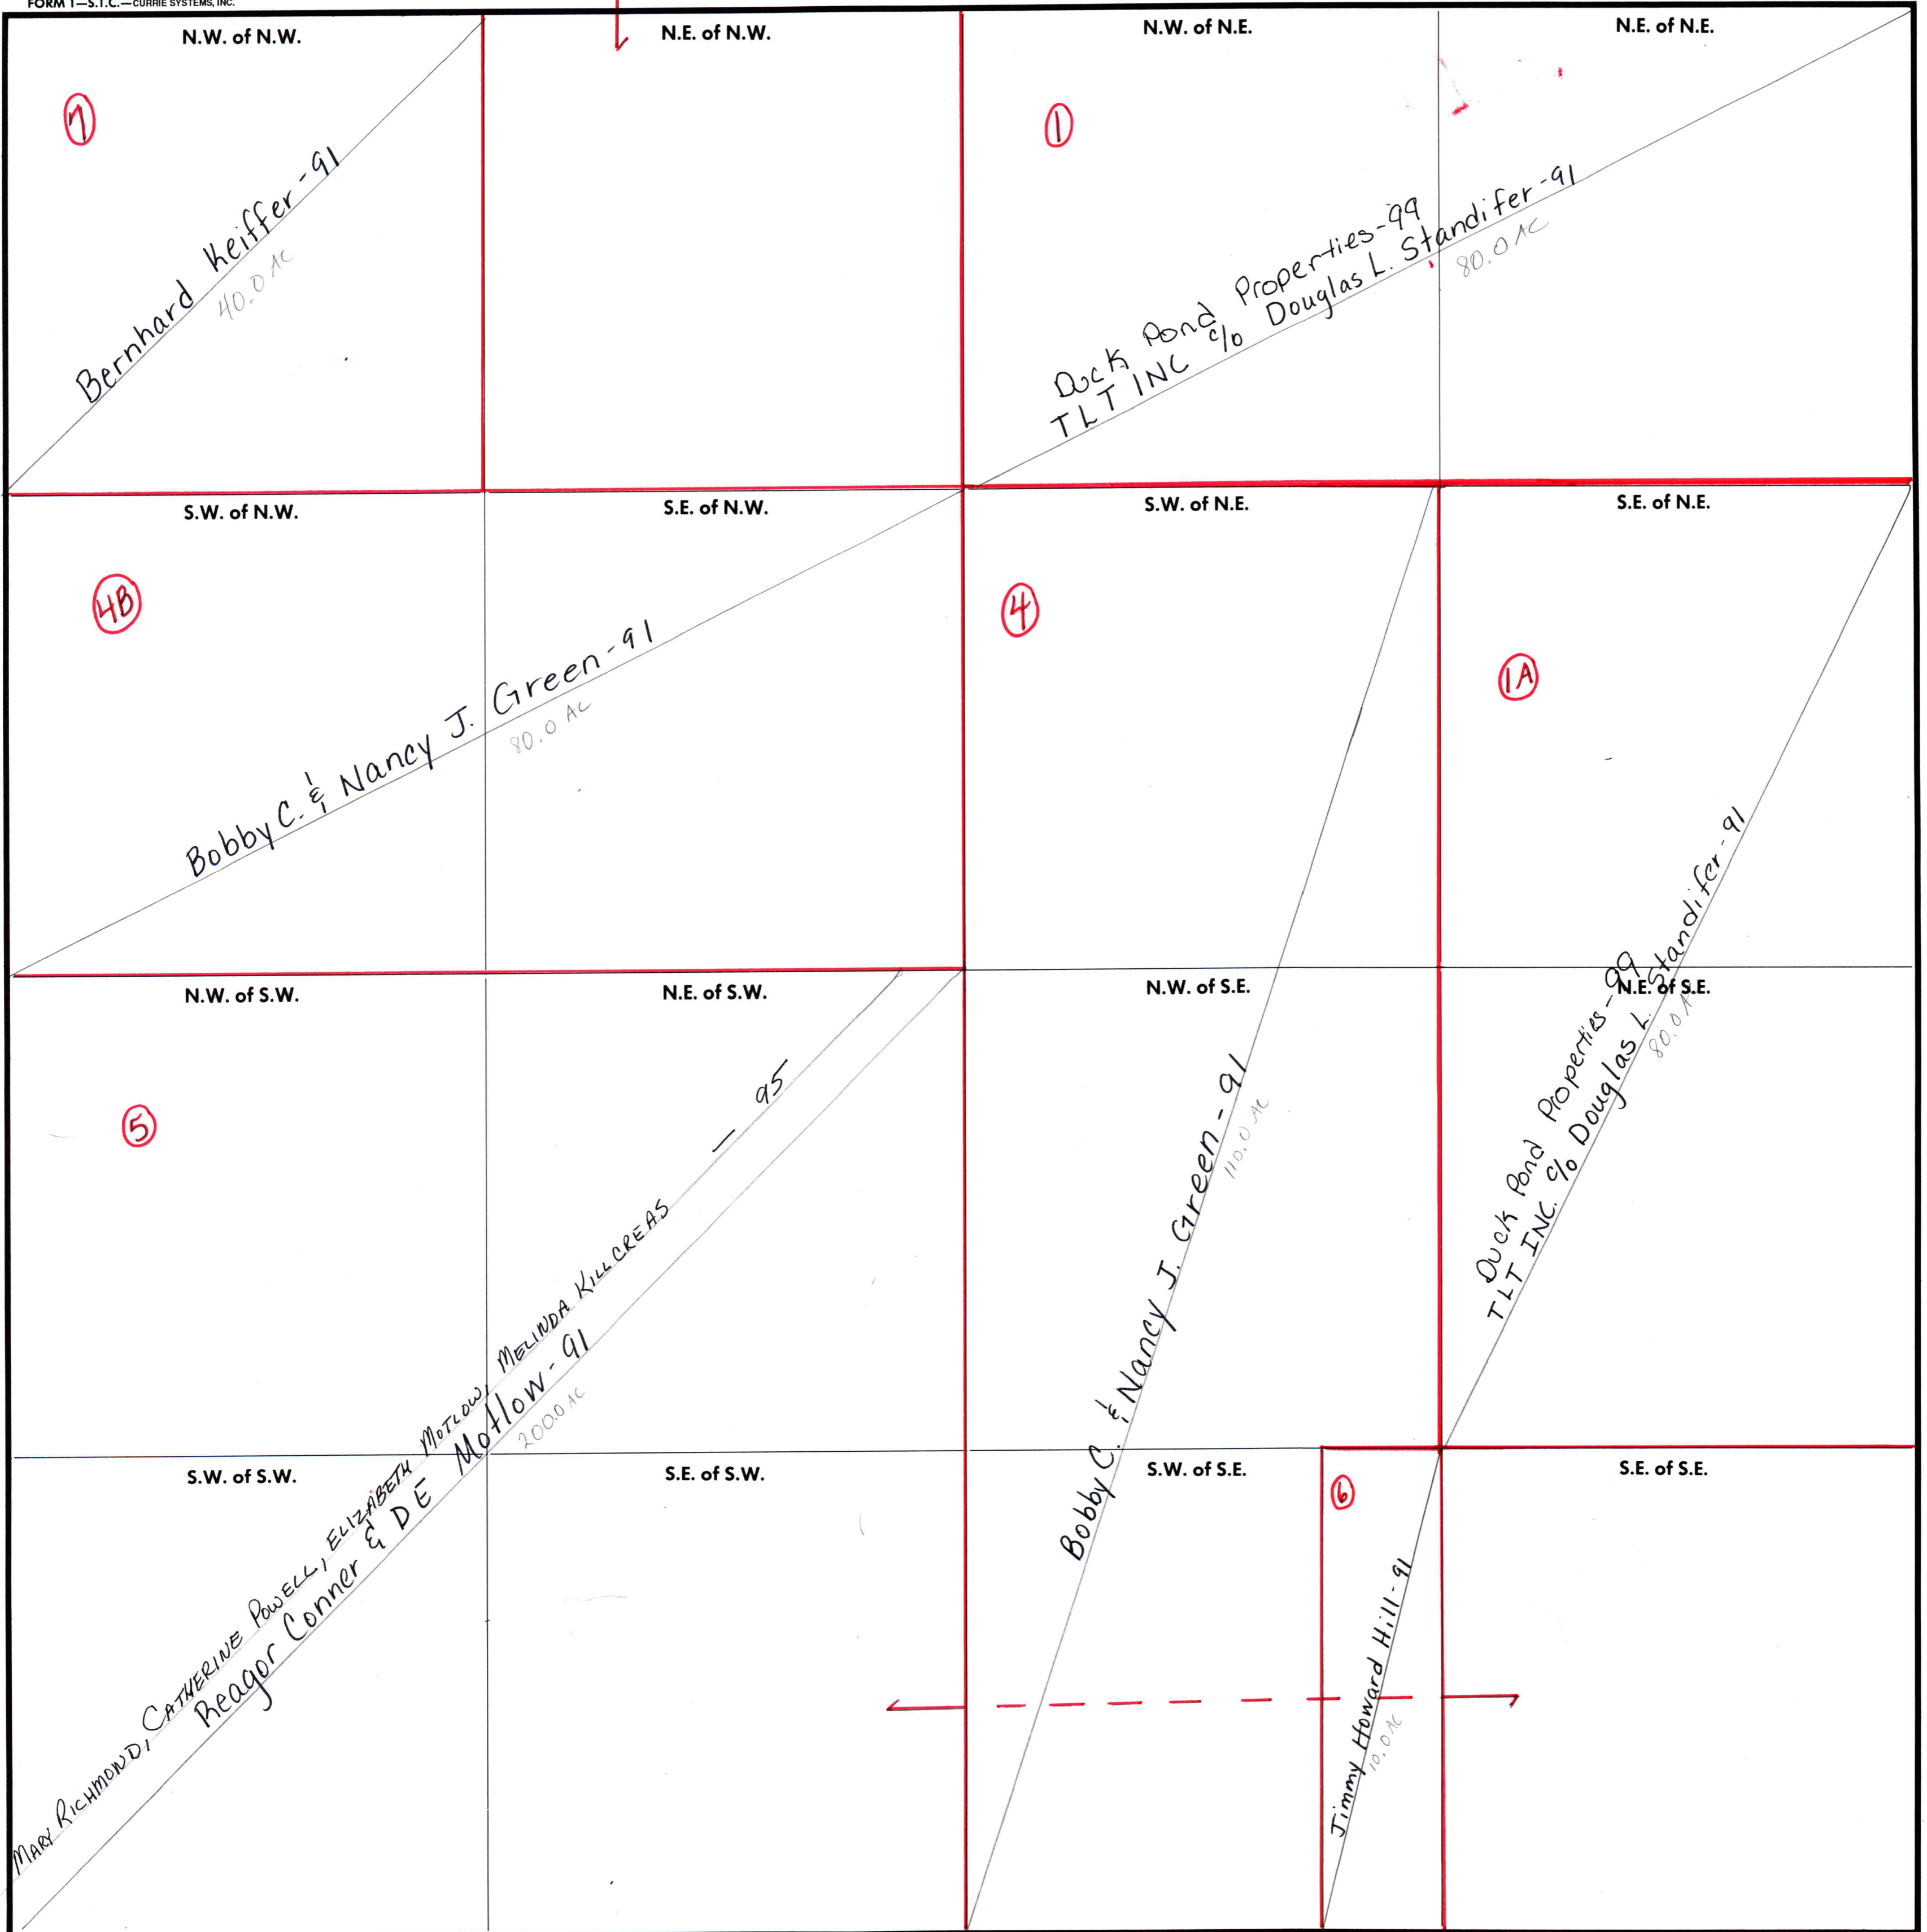 FORM 1—S.T.C.—CURRIE SYSTEMS, INC.
N.W. of N.W.
N.E. of N.W.
N.W. of N.E.
N.E. of N.E.
7
1
Bernhard Keiffer - 91
40.0 AC
Duck Pond Properties - 99
TLT INC c/o Douglas L. Standifer - 91
80.0 AC
S.W. of N.W.
S.E. of N.W.
S.W. of N.E.
S.E. of N.E.
4B
4
1A
Bobby C. & Nancy J. Green - 91
80.0 AC
Duck Pond Properties - 99
TLT INC. c/o Douglas L. Standifer - 91
80.0 A
N.W. of S.W.
N.E. of S.W.
N.W. of S.E.
N.E. of S.E.
5
Mary Richmond, Catherine Powell, Elizabeth Motlow, Melinda Killcreas — 95
Reagor Conner & D E Motlow - 91
200.0 AC
Bobby C. & Nancy J. Green - 91
110.0 AC
S.W. of S.W.
S.E. of S.W.
S.W. of S.E.
S.E. of S.E.
6
Jimmy Howard Hill - 91
10.0 AC